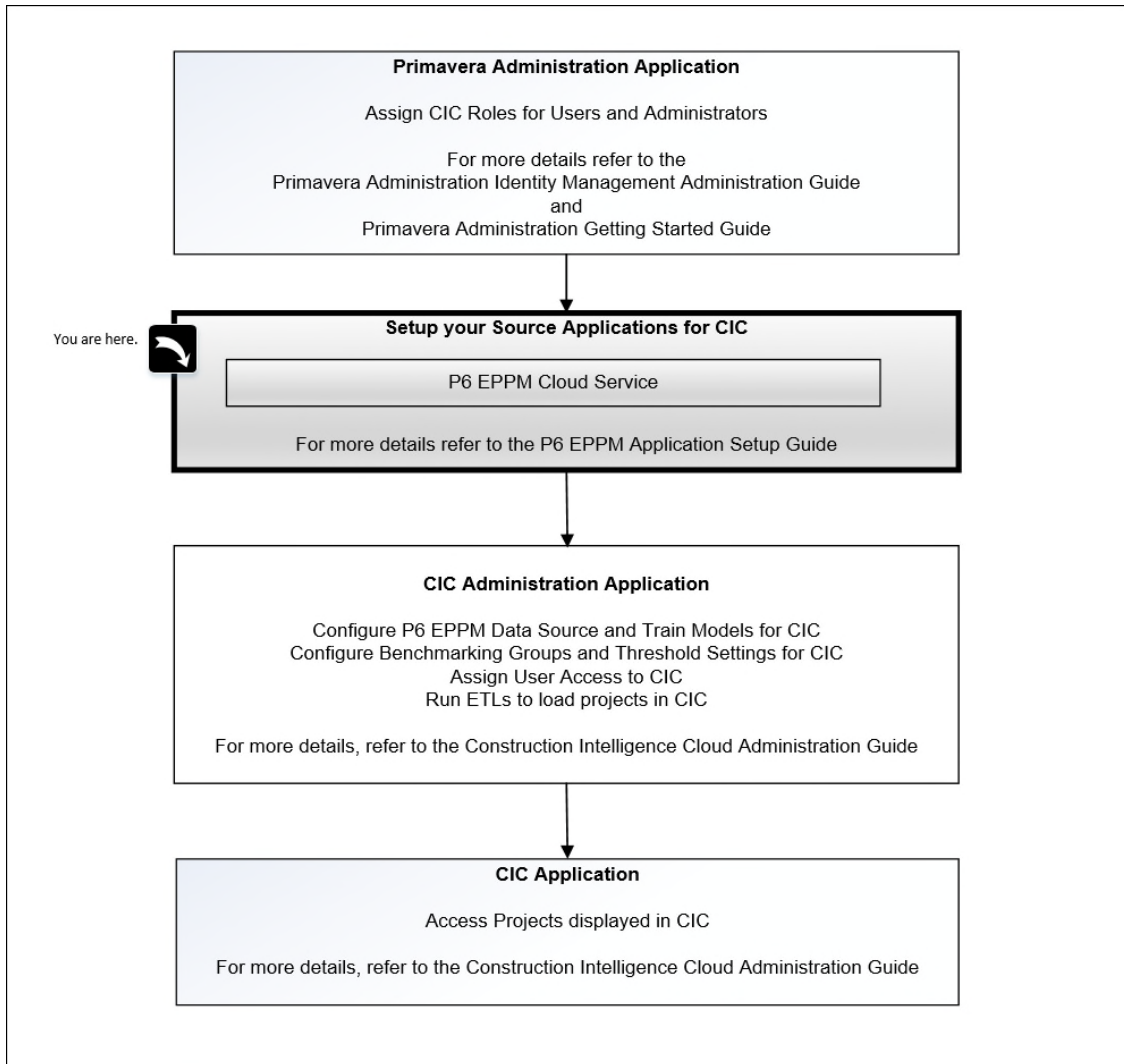 Primavera Administration Application
Assign CIC Roles for Users and Administrators
For more details refer to the
Primavera Administration Identity Management Administration Guide
and
Primavera Administration Getting Started Guide
You are here.
Setup your Source Applications for CIC
P6 EPPM Cloud Service
For more details refer to the P6 EPPM Application Setup Guide
CIC Administration Application
Configure P6 EPPM Data Source and Train Models for CIC
Configure Benchmarking Groups and Threshold Settings for CIC
Assign User Access to CIC
Run ETLs to load projects in CIC
For more details, refer to the Construction Intelligence Cloud Administration Guide
CIC Application
Access Projects displayed in CIC
For more details, refer to the Construction Intelligence Cloud Administration Guide